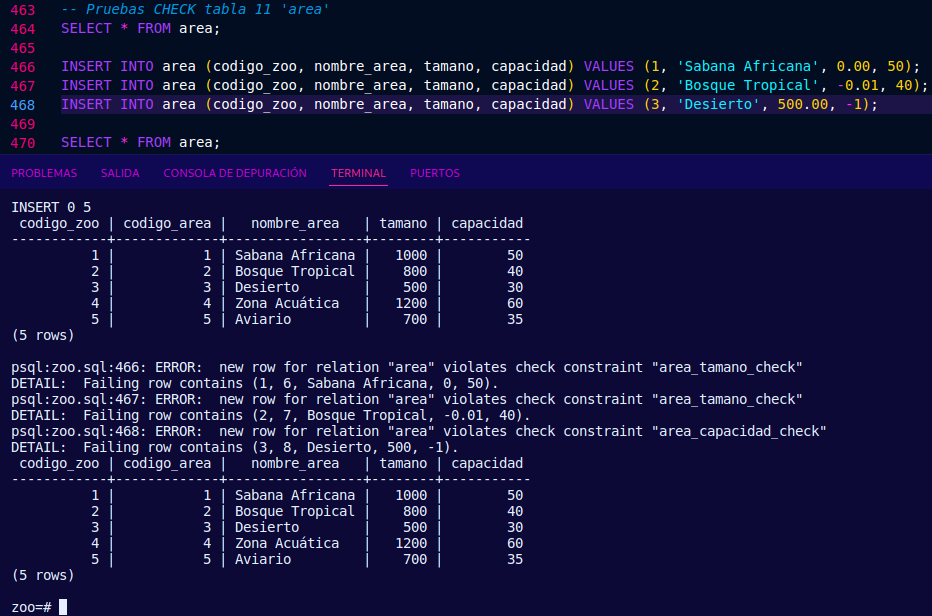 463 -- Pruebas CHECK tabla 11 'area'
464 SELECT * FROM area;
465
466 INSERT INTO area (codigo_zoo, nombre_area, tamano, capacidad) VALUES (1, 'Sabana Africana', 0.00, 50);
467 INSERT INTO area (codigo_zoo, nombre_area, tamano, capacidad) VALUES (2, 'Bosque Tropical', -0.01, 40);
468 INSERT INTO area (codigo_zoo, nombre_area, tamano, capacidad) VALUES (3, 'Desierto', 500.00, -1);
469
470 SELECT * FROM area;
PROBLEMAS SALIDA CONSOLA DE DEPURACIÓN TERMINAL PUERTOS
INSERT 0 5
 codigo_zoo | codigo_area |   nombre_area   | tamano | capacidad
------------+-------------+-----------------+--------+-----------
          1 |           1 | Sabana Africana |   1000 |        50
          2 |           2 | Bosque Tropical |    800 |        40
          3 |           3 | Desierto        |    500 |        30
          4 |           4 | Zona Acuática   |   1200 |        60
          5 |           5 | Aviario         |    700 |        35
(5 rows)
psql:zoo.sql:466: ERROR:  new row for relation "area" violates check constraint "area_tamano_check"
DETAIL:  Failing row contains (1, 6, Sabana Africana, 0, 50).
psql:zoo.sql:467: ERROR:  new row for relation "area" violates check constraint "area_tamano_check"
DETAIL:  Failing row contains (2, 7, Bosque Tropical, -0.01, 40).
psql:zoo.sql:468: ERROR:  new row for relation "area" violates check constraint "area_capacidad_check"
DETAIL:  Failing row contains (3, 8, Desierto, 500, -1).
 codigo_zoo | codigo_area |   nombre_area   | tamano | capacidad
------------+-------------+-----------------+--------+-----------
          1 |           1 | Sabana Africana |   1000 |        50
          2 |           2 | Bosque Tropical |    800 |        40
          3 |           3 | Desierto        |    500 |        30
          4 |           4 | Zona Acuática   |   1200 |        60
          5 |           5 | Aviario         |    700 |        35
(5 rows)
zoo=#